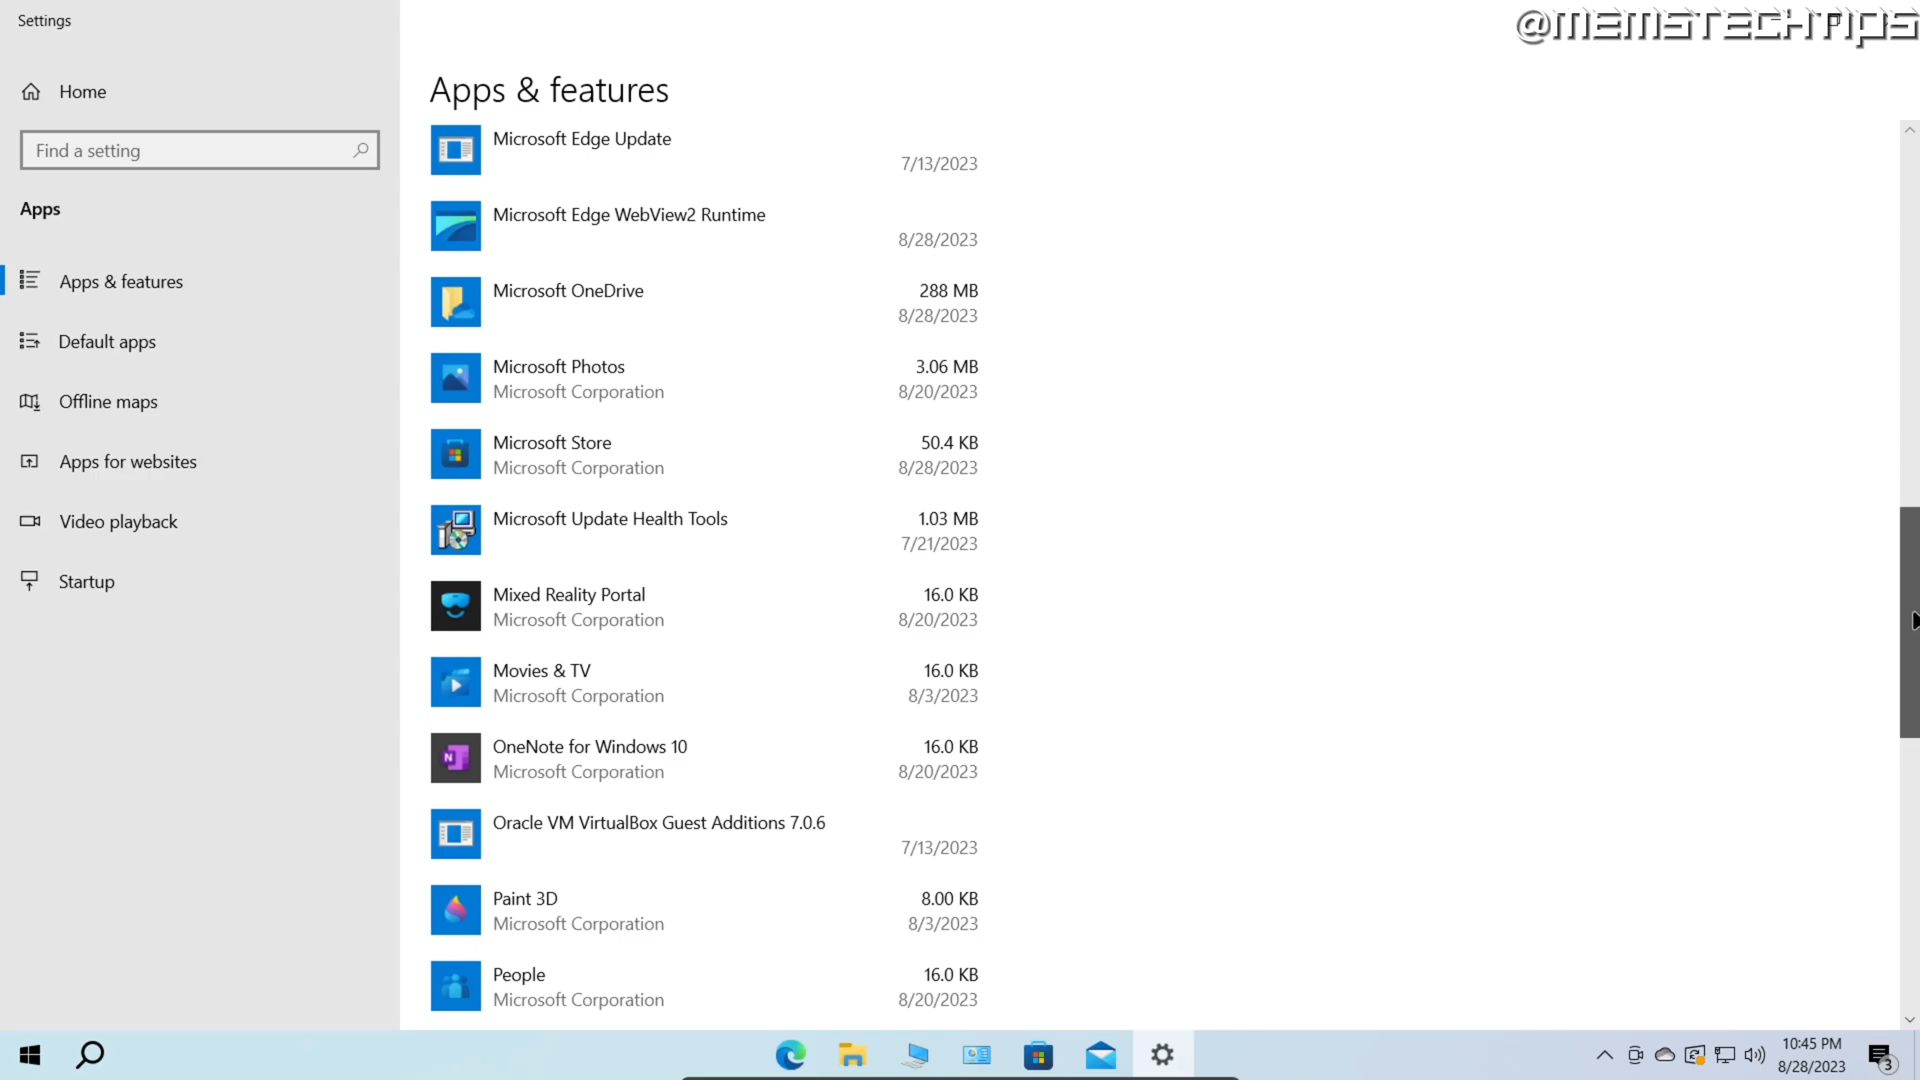 Settings
@MEMSTECHTIPS
Home
Find a setting
Apps
Apps & features
Default apps
Offline maps
Apps for websites
Video playback
Startup
Apps & features
Microsoft Edge Update
7/13/2023
Microsoft Edge WebView2 Runtime
8/28/2023
Microsoft OneDrive 288 MB
8/28/2023
Microsoft Photos 3.06 MB
Microsoft Corporation 8/20/2023
Microsoft Store 50.4 KB
Microsoft Corporation 8/28/2023
Microsoft Update Health Tools 1.03 MB
7/21/2023
Mixed Reality Portal 16.0 KB
Microsoft Corporation 8/20/2023
Movies & TV 16.0 KB
Microsoft Corporation 8/3/2023
OneNote for Windows 10 16.0 KB
Microsoft Corporation 8/20/2023
Oracle VM VirtualBox Guest Additions 7.0.6
7/13/2023
Paint 3D 8.00 KB
Microsoft Corporation 8/3/2023
People 16.0 KB
Microsoft Corporation 8/20/2023
10:45 PM
8/28/2023
3